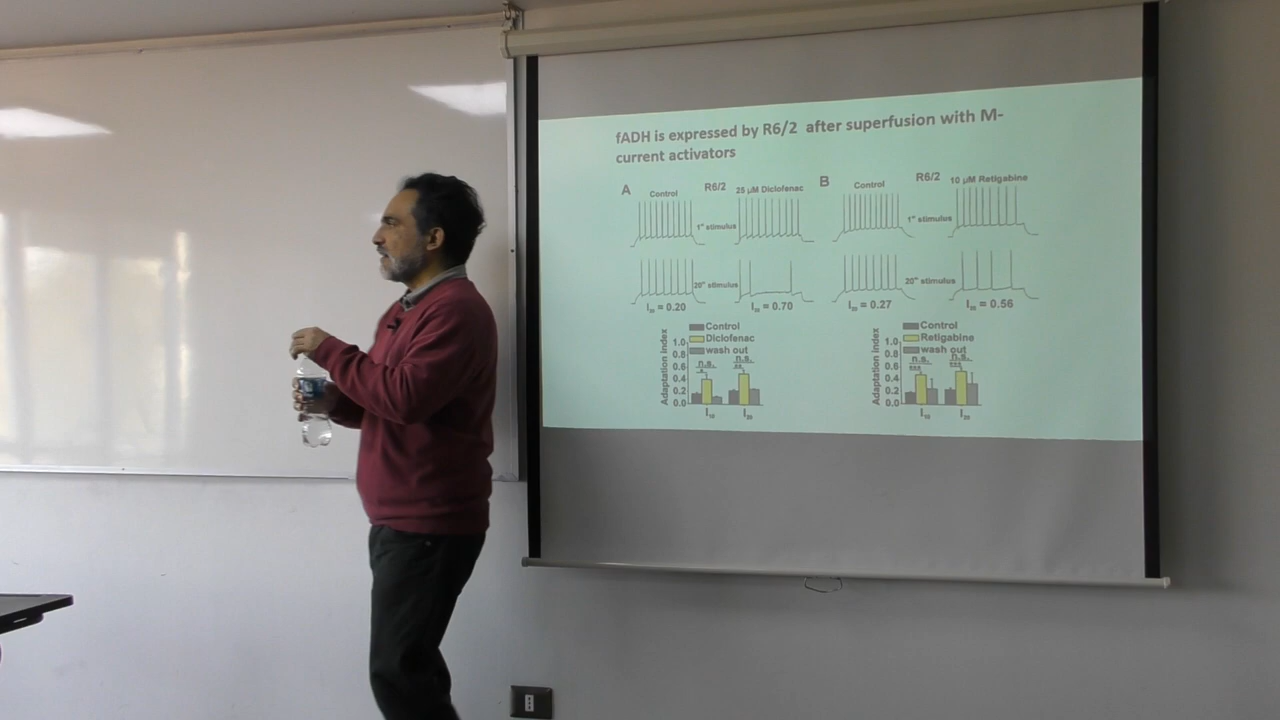 fADH is expressed by R6/2 after superfusion with M-
current activators
A Control R6/2 25 µM Diclofenac
1st stimulus
20th stimulus
I20 = 0.20 I20 = 0.70
B Control R6/2 10 µM Retigabine
1st stimulus
20th stimulus
I20 = 0.27 I20 = 0.56
Control
Diclofenac
wash out
Adaptation index
1.0
0.8
0.6
0.4
0.2
0.0
n.s. n.s.
* **
I10 I20
Control
Retigabine
wash out
Adaptation index
1.0
0.8
0.6
0.4
0.2
0.0
n.s. n.s.
*** ***
I10 I20